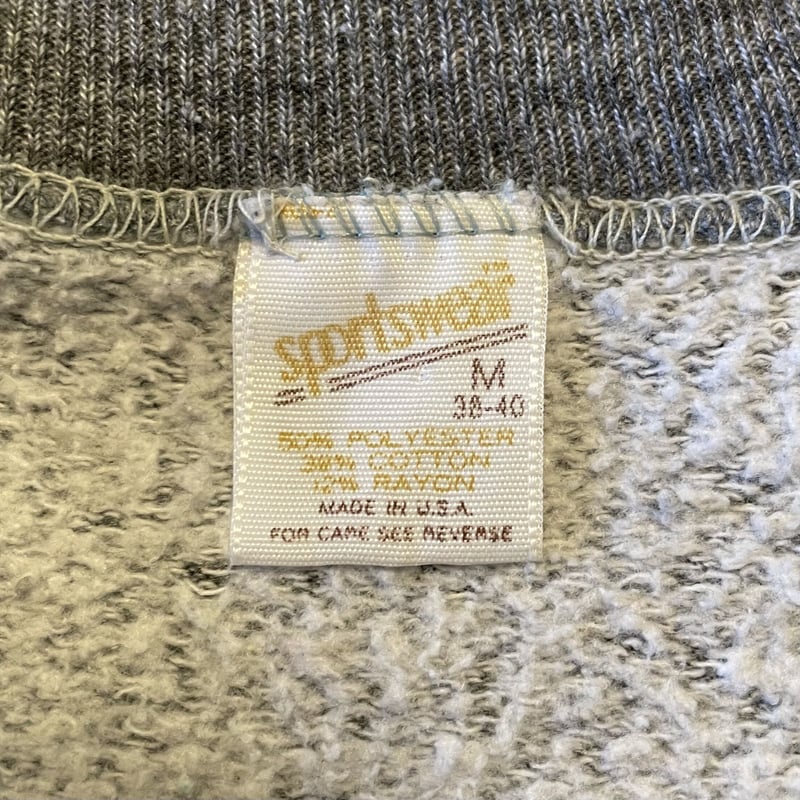 sportswear
M
38-40
50% POLYESTER
38% COTTON
12% RAYON
MADE IN U.S.A.
FOR CARE SEE REVERSE